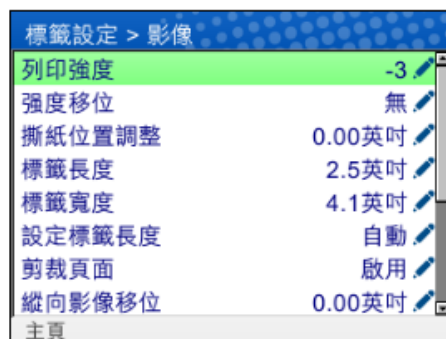 標籤設定 > 影像
列印強度 -3
强度移位 無
撕紙位置調整 0.00英吋
標籤長度 2.5英吋
標籤寬度 4.1英吋
設定標籤長度 自動
剪裁頁面 啟用
縱向影像移位 0.00英吋
主頁